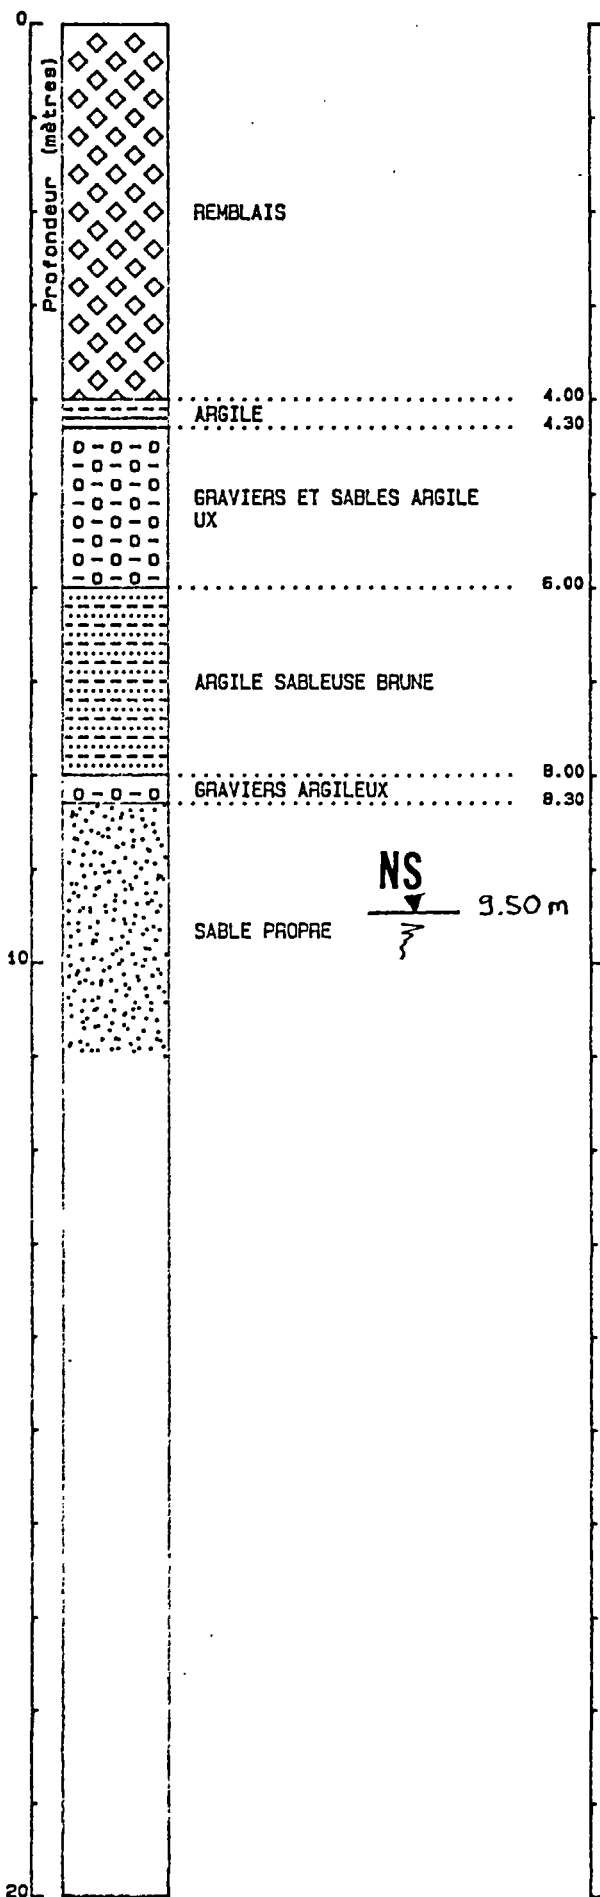 0
Profondeur (mètres)
REMBLAIS
4.00
ARGILE
4.30
GRAVIERS ET SABLES ARGILE
UX
6.00
ARGILE SABLEUSE BRUNE
8.00
GRAVIERS ARGILEUX
8.30
NS
9.50 m
SABLE PROPRE
10
20